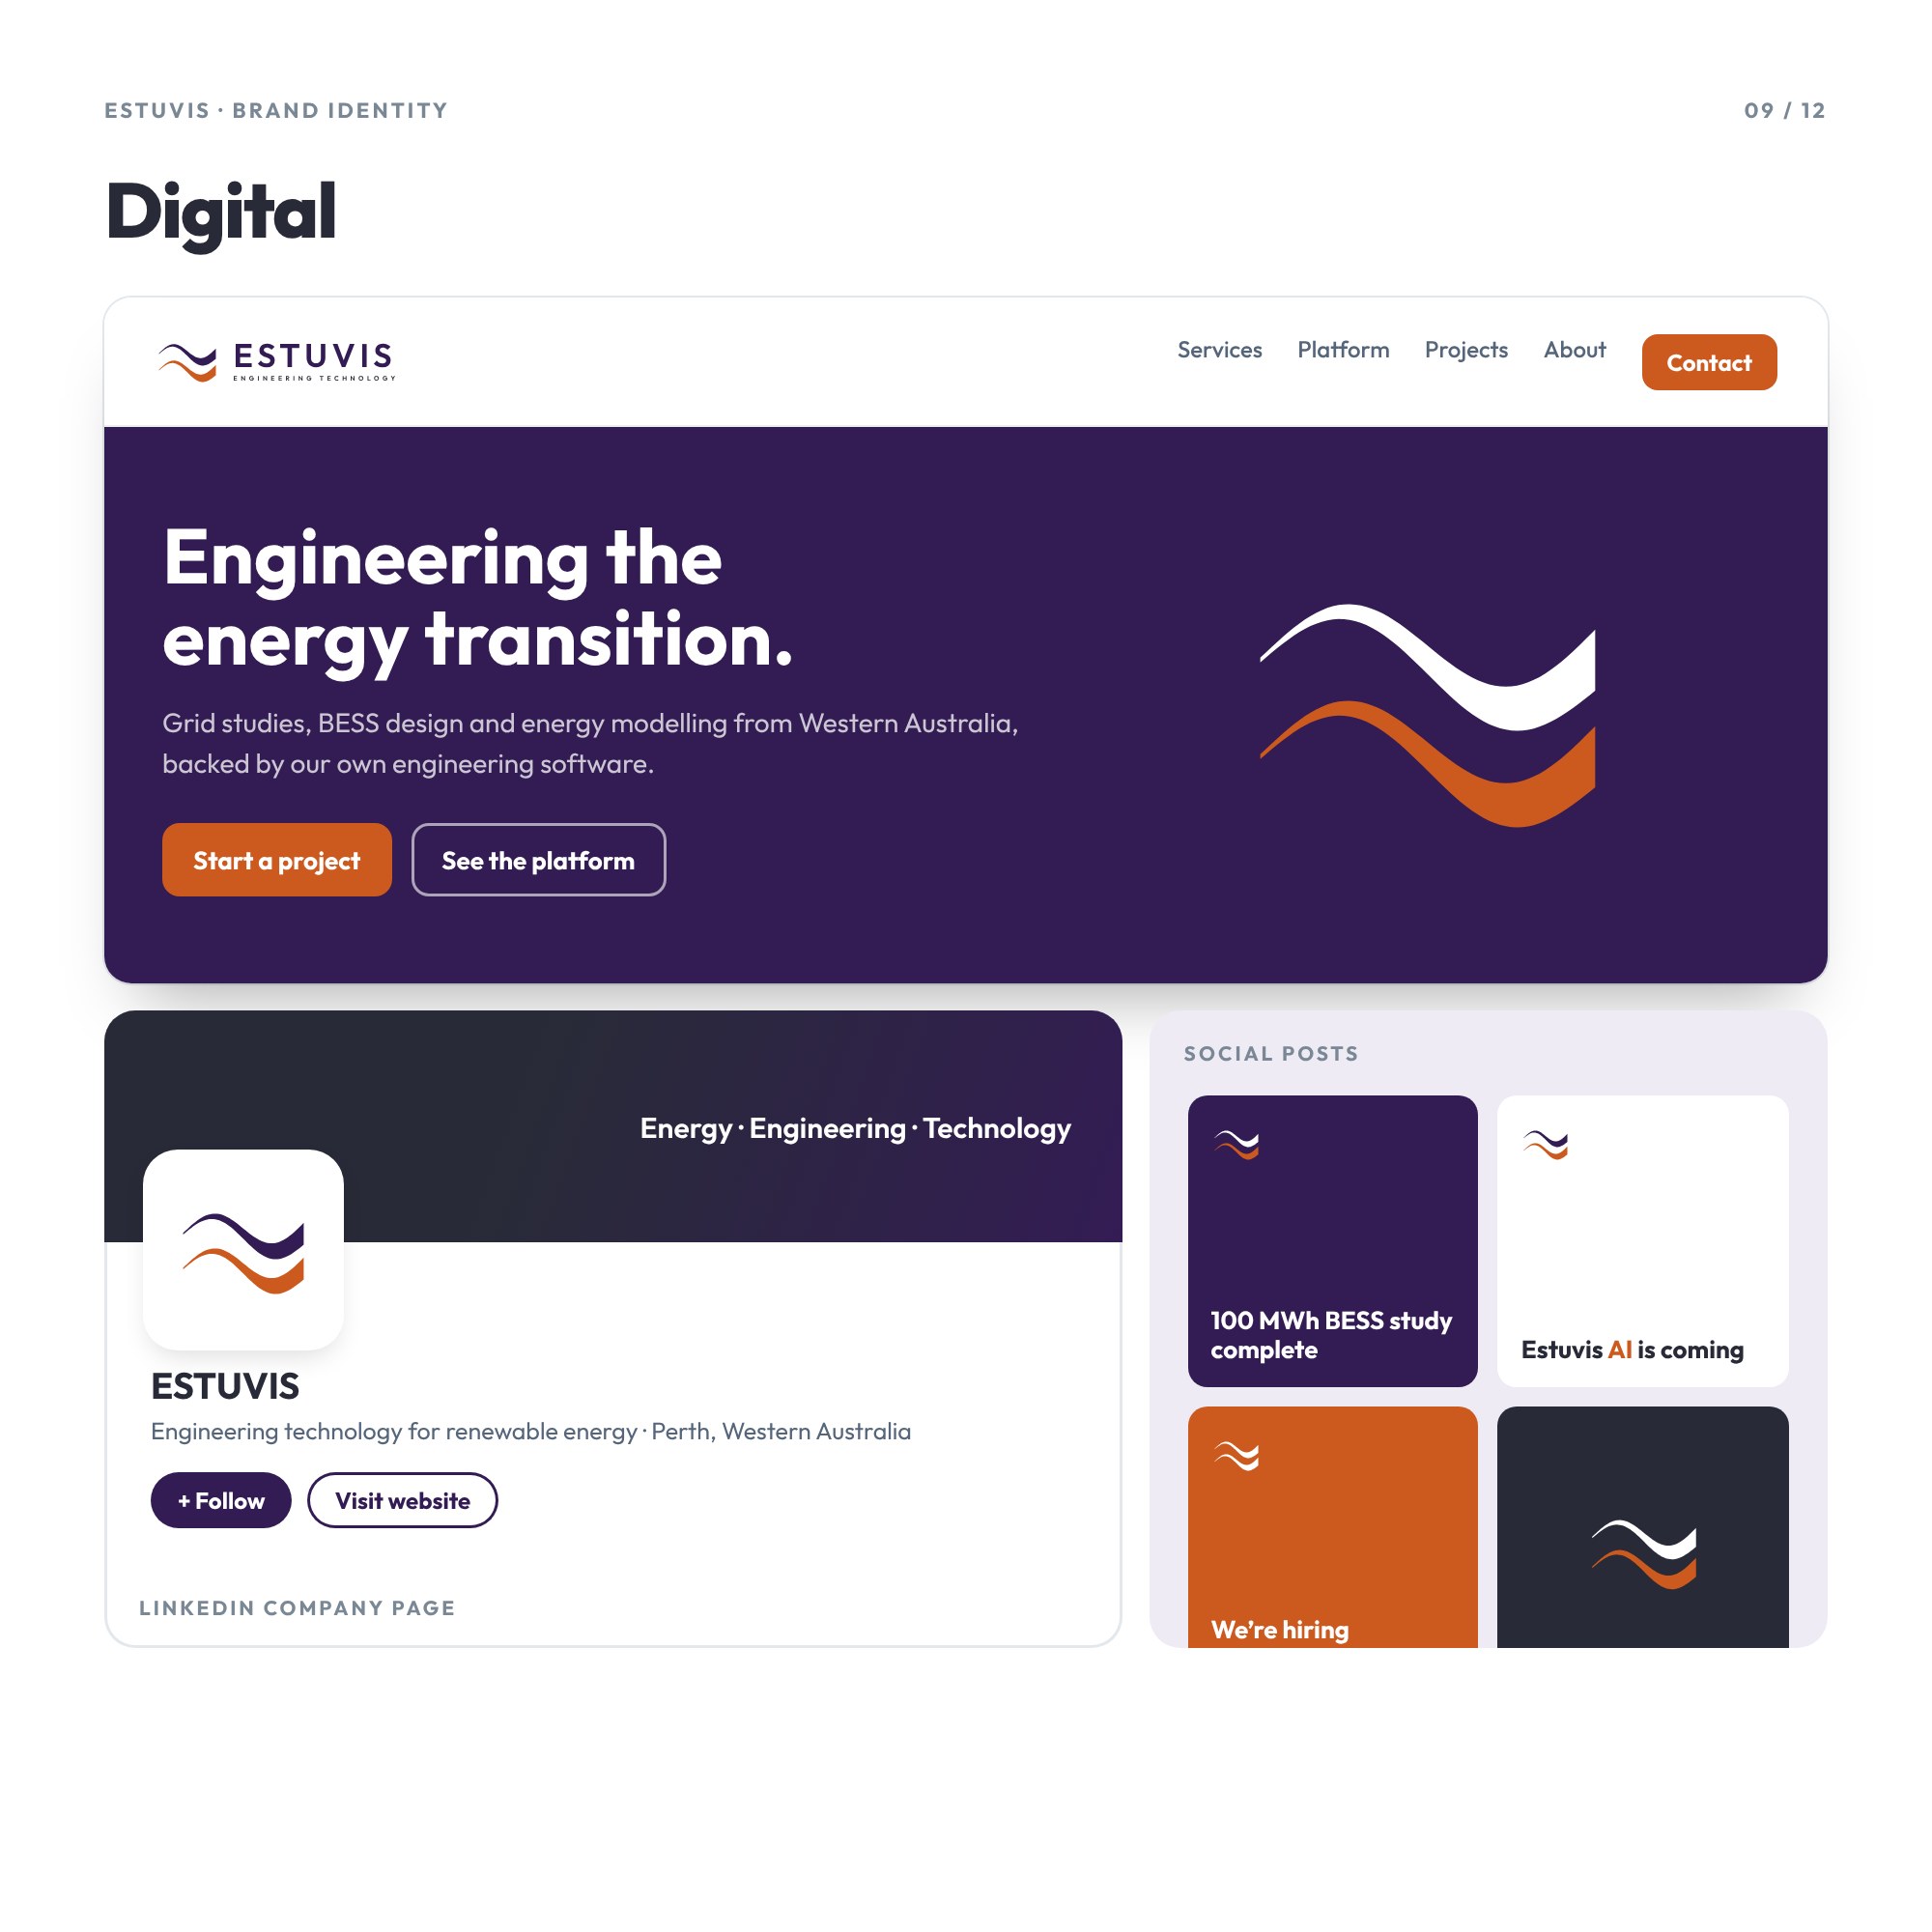 ESTUVIS · BRAND IDENTITY
09 / 12
Digital
ESTUVIS
ENGINEERING TECHNOLOGY
Services
Platform
Projects
About
Contact
Engineering the
energy transition.
Grid studies, BESS design and energy modelling from Western Australia,
backed by our own engineering software.
Start a project
See the platform
Energy · Engineering · Technology
ESTUVIS
Engineering technology for renewable energy · Perth, Western Australia
+ Follow
Visit website
LINKEDIN COMPANY PAGE
SOCIAL POSTS
100 MWh BESS study
complete
Estuvis AI is coming
We’re hiring